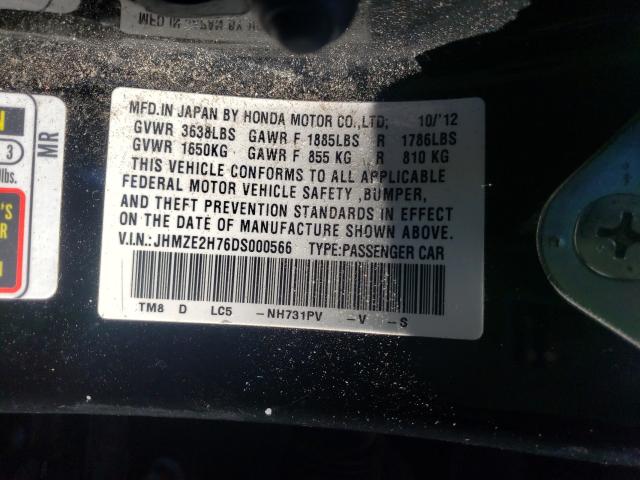 MFD.IN JAPAN BY HONDA MOTOR CO.,LTD; 10/'12
GVWR 3638LBS GAWR F 1885LBS R 1786LBS
GVWR 1650KG GAWR F 855 KG R 810 KG
THIS VEHICLE CONFORMS TO ALL APPLICABLE
FEDERAL MOTOR VEHICLE SAFETY ,BUMPER,
AND THEFT PREVENTION STANDARDS IN EFFECT
ON THE DATE OF MANUFACTURE SHOWN ABOVE.
V.I.N.:JHMZE2H76DS000566 TYPE:PASSENGER CAR
TM8 D LC5 -NH731PV -V -S
MR
N
3
lbs.
'S
R